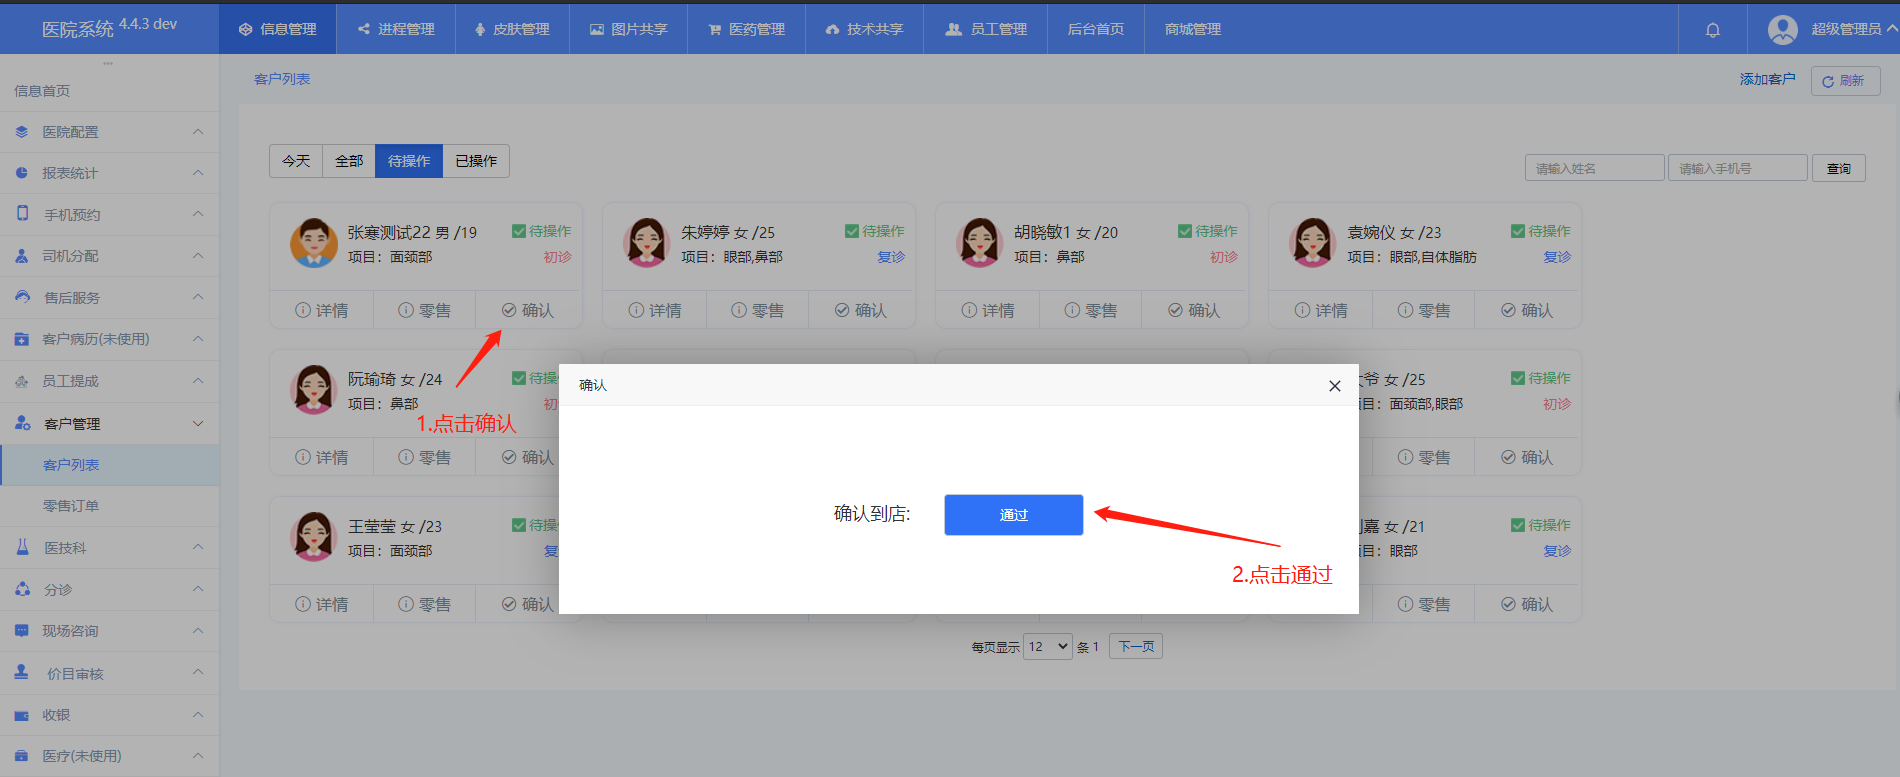 医院系统 4.4.3 dev
信息管理
进程管理
皮肤管理
图片共享
医药管理
技术共享
员工管理
后台首页
商城管理
超级管理员
信息首页
医院配置
报表统计
手机预约
司机分配
售后服务
客户病历(未使用)
员工提成
客户管理
客户列表
零售订单
医技科
分诊
现场咨询
价目审核
收银
医疗(未使用)
客户列表
添加客户
刷新
今天 全部 待操作 已操作
请输入姓名 请输入手机号 查询
张寒测试22 男 /19 待操作
项目：面颈部 初诊
详情 零售 确认
朱婷婷 女 /25 待操作
项目：眼部,鼻部 复诊
详情 零售 确认
胡晓敏1 女 /20 待操作
项目：鼻部 初诊
详情 零售 确认
袁婉仪 女 /23 待操作
项目：眼部,自体脂肪 复诊
详情 零售 确认
1.点击确认
阮瑜琦 女 /24 待操
项目：鼻部 初
详情 零售 确认
爷 女 /25 待操作
目：面颈部,眼部 初诊
零售 确认
王莹莹 女 /23 待操
项目：面颈部 复
详情 零售 确认
嘉 女 /21 待操作
目：眼部 复诊
零售 确认
确认
确认到店: 通过
2.点击通过
每页显示 12 条 1 下一页